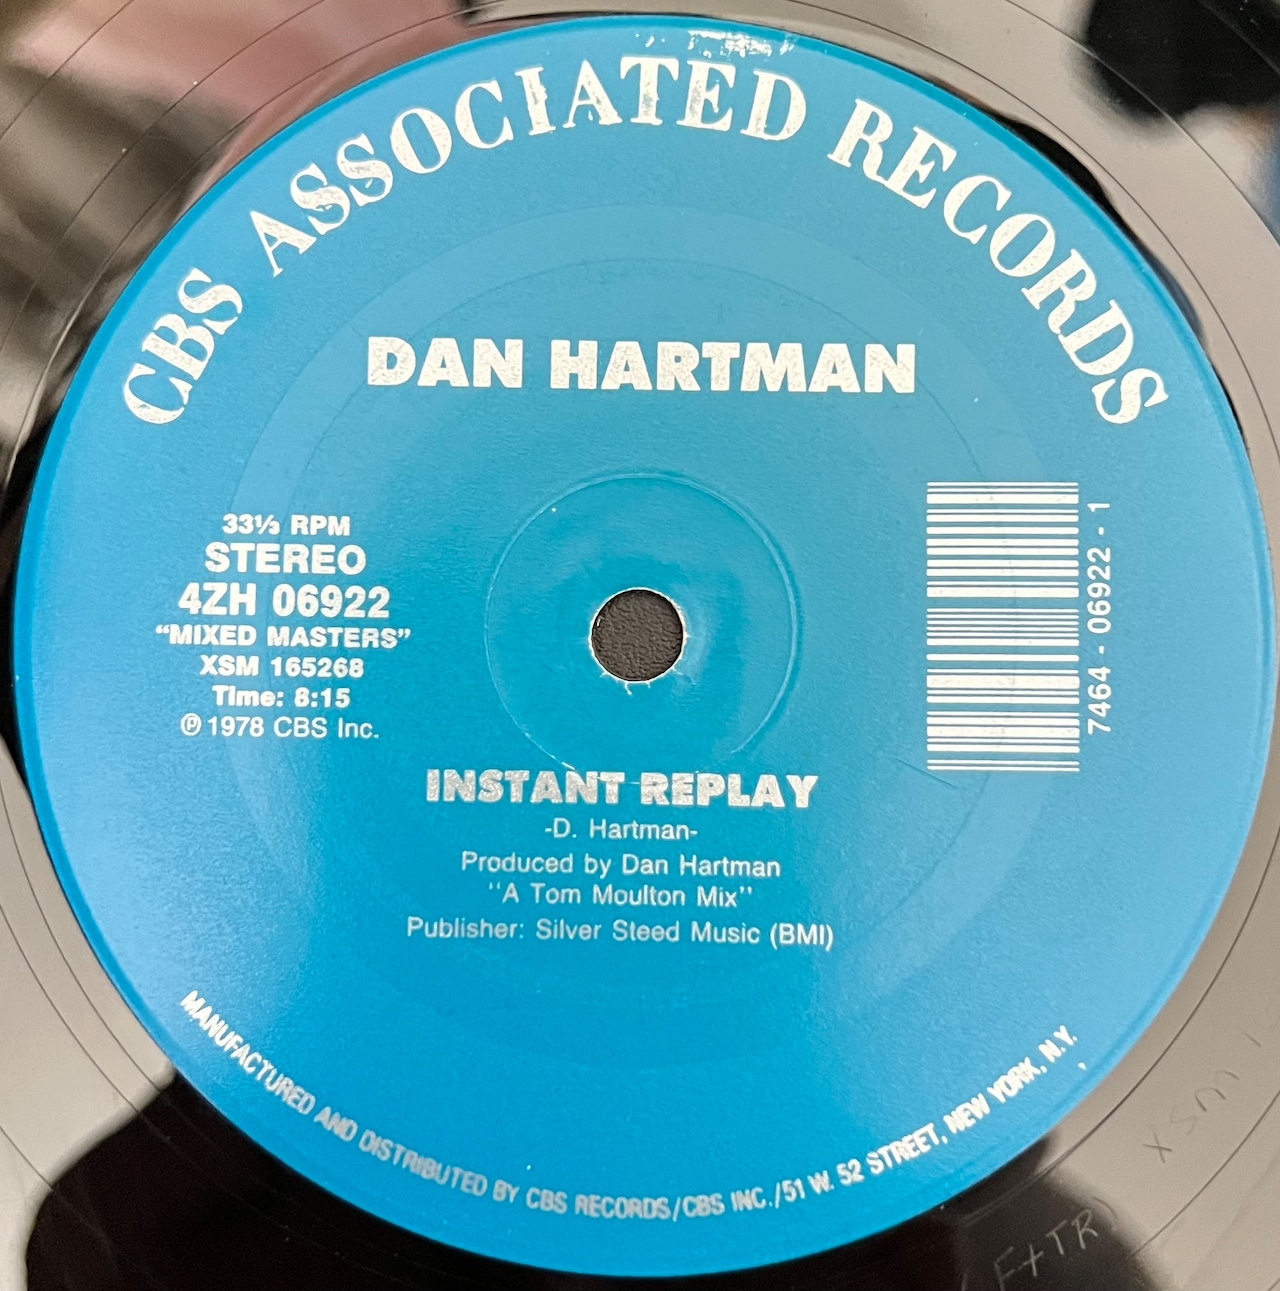 CBS ASSOCIATED RECORDS
DAN HARTMAN
33⅓ RPM
STEREO
4ZH 06922
“MIXED MASTERS”
XSM 165268
Time: 8:15
℗ 1978 CBS Inc.
7464 - 06922 - 1
INSTANT REPLAY
-D. Hartman-
Produced by Dan Hartman
"A Tom Moulton Mix"
Publisher: Silver Steed Music (BMI)
MANUFACTURED AND DISTRIBUTED BY CBS RECORDS/CBS INC./51 W. 52 STREET, NEW YORK, N.Y.
XSM
F+TR